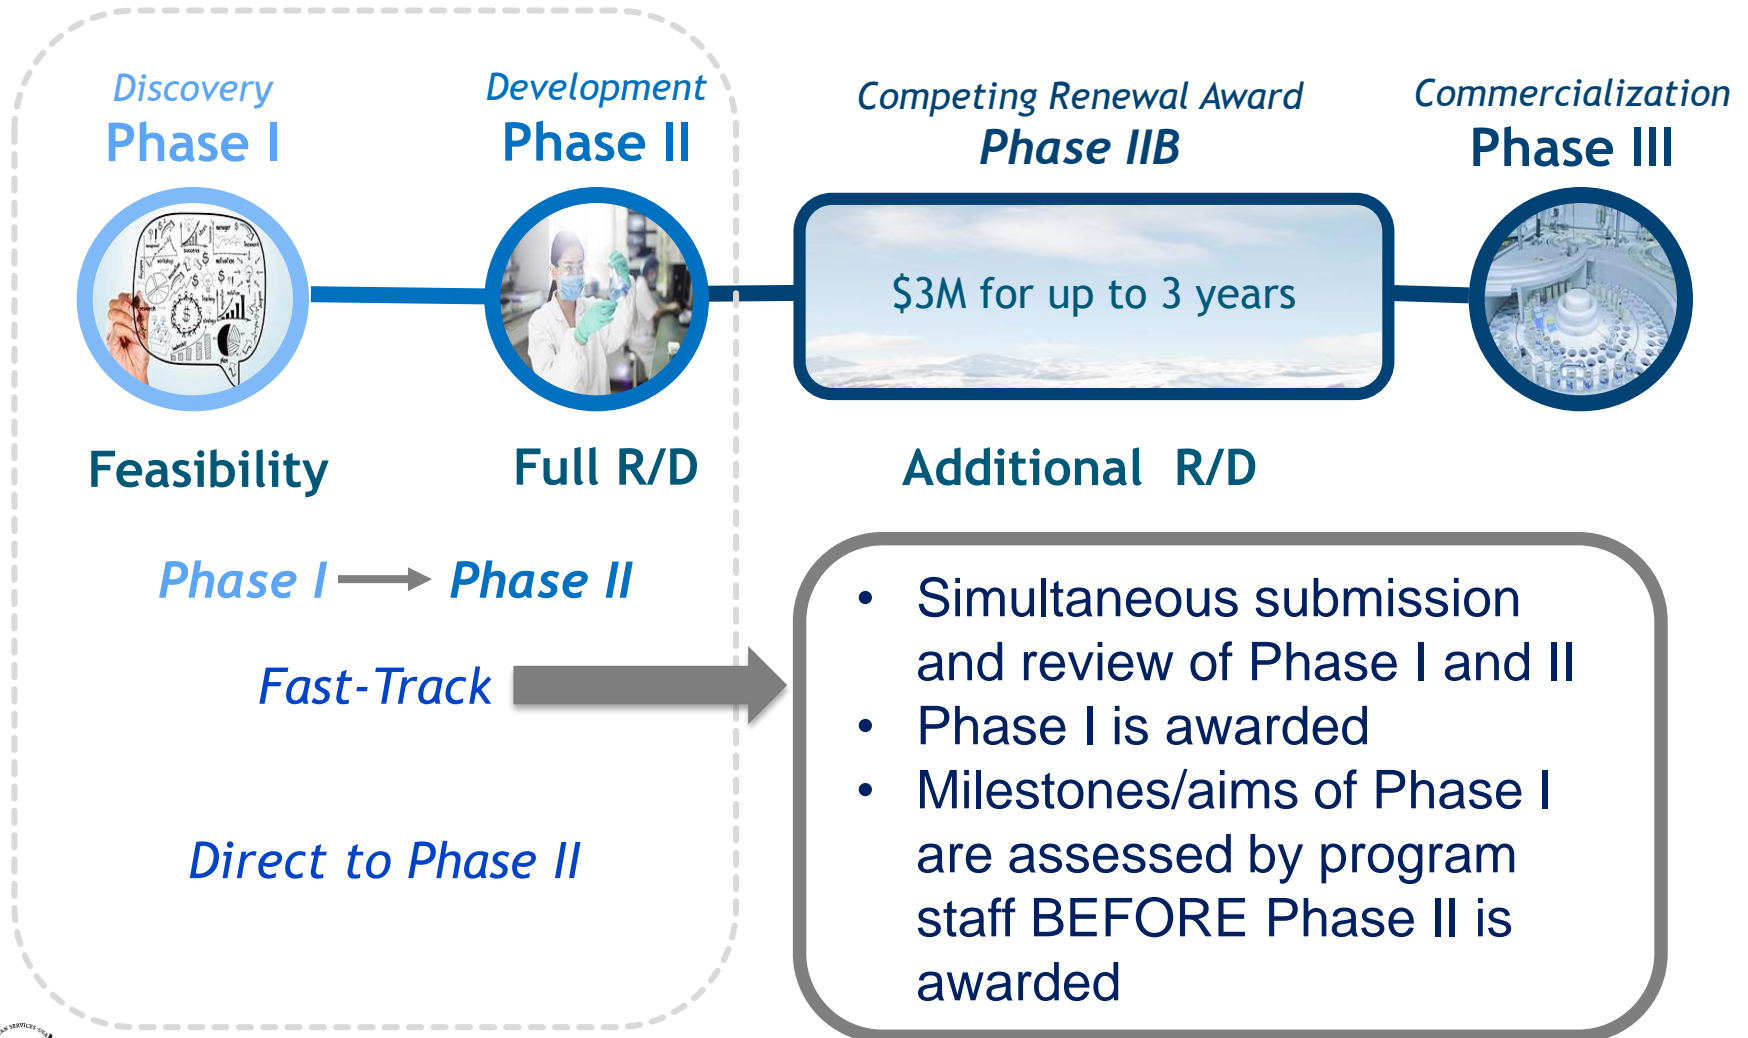 Discovery
Phase I
Development
Phase II
Competing Renewal Award
Phase IIB
Commercialization
Phase III
$3M for up to 3 years
Feasibility
Full R/D
Additional R/D
Phase I
Phase II
Fast-Track
Direct to Phase II
• Simultaneous submission
and review of Phase I and II
• Phase I is awarded
• Milestones/aims of Phase I
are assessed by program
staff BEFORE Phase II is
awarded